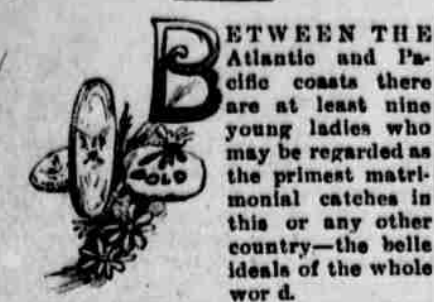 BETWEEN THE
Atlantic and Pa-
cific coasts there
are at least nine
young ladies who
may be regarded as
the primest matri-
monial catches in
this or any other
country—the belle
ideals of the whole
wor d.
GOLD